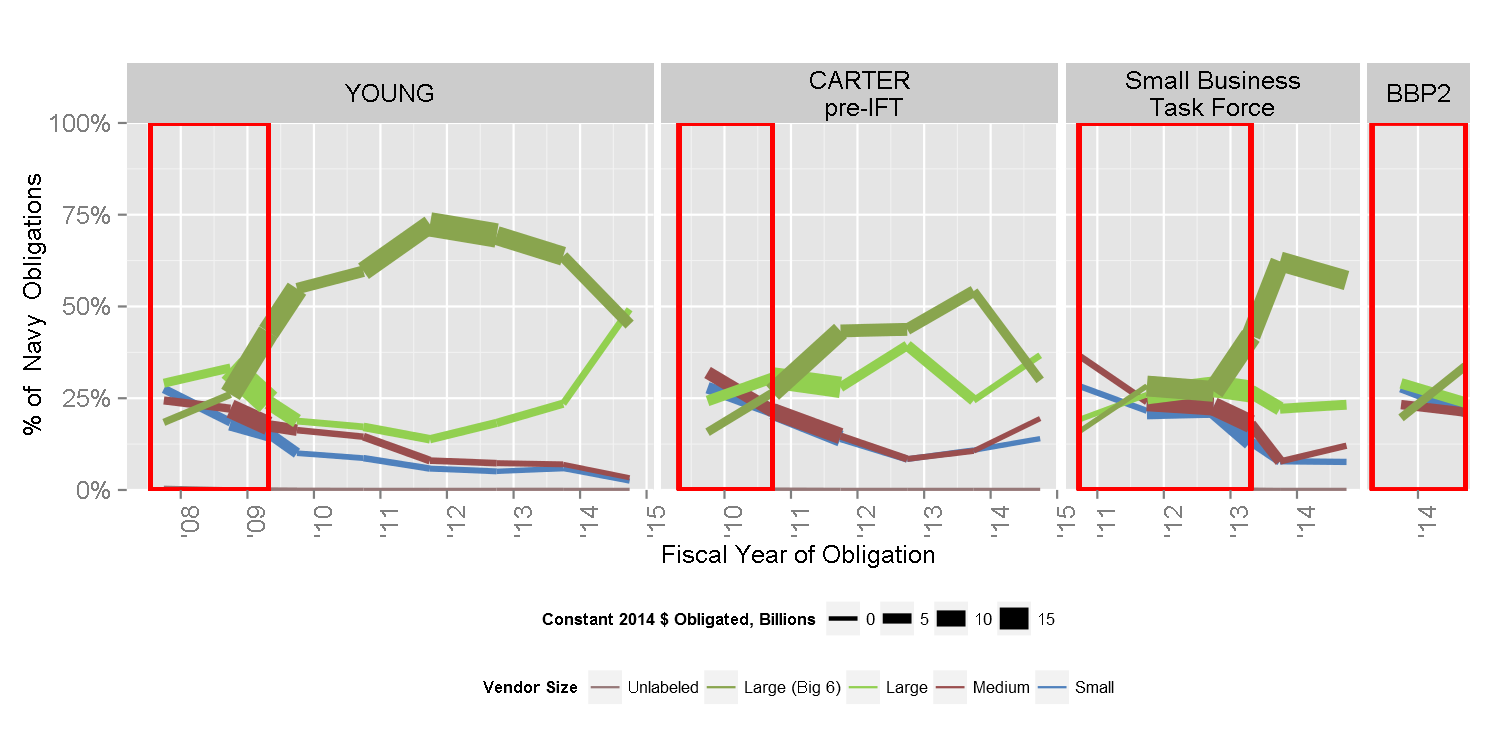 YOUNG
CARTER
pre-IFT
Small Business
Task Force
BBP2
% of Navy Obligations
100%
75%
50%
25%
0%
'08
'09
'10
'11
'12
'13
'14
'15
'10
'11
'12
'13
'14
'15
'11
'12
'13
'14
'14
Fiscal Year of Obligation
Constant 2014 $ Obligated, Billions 0 5 10 15
Vendor Size Unlabeled Large (Big 6) Large Medium Small